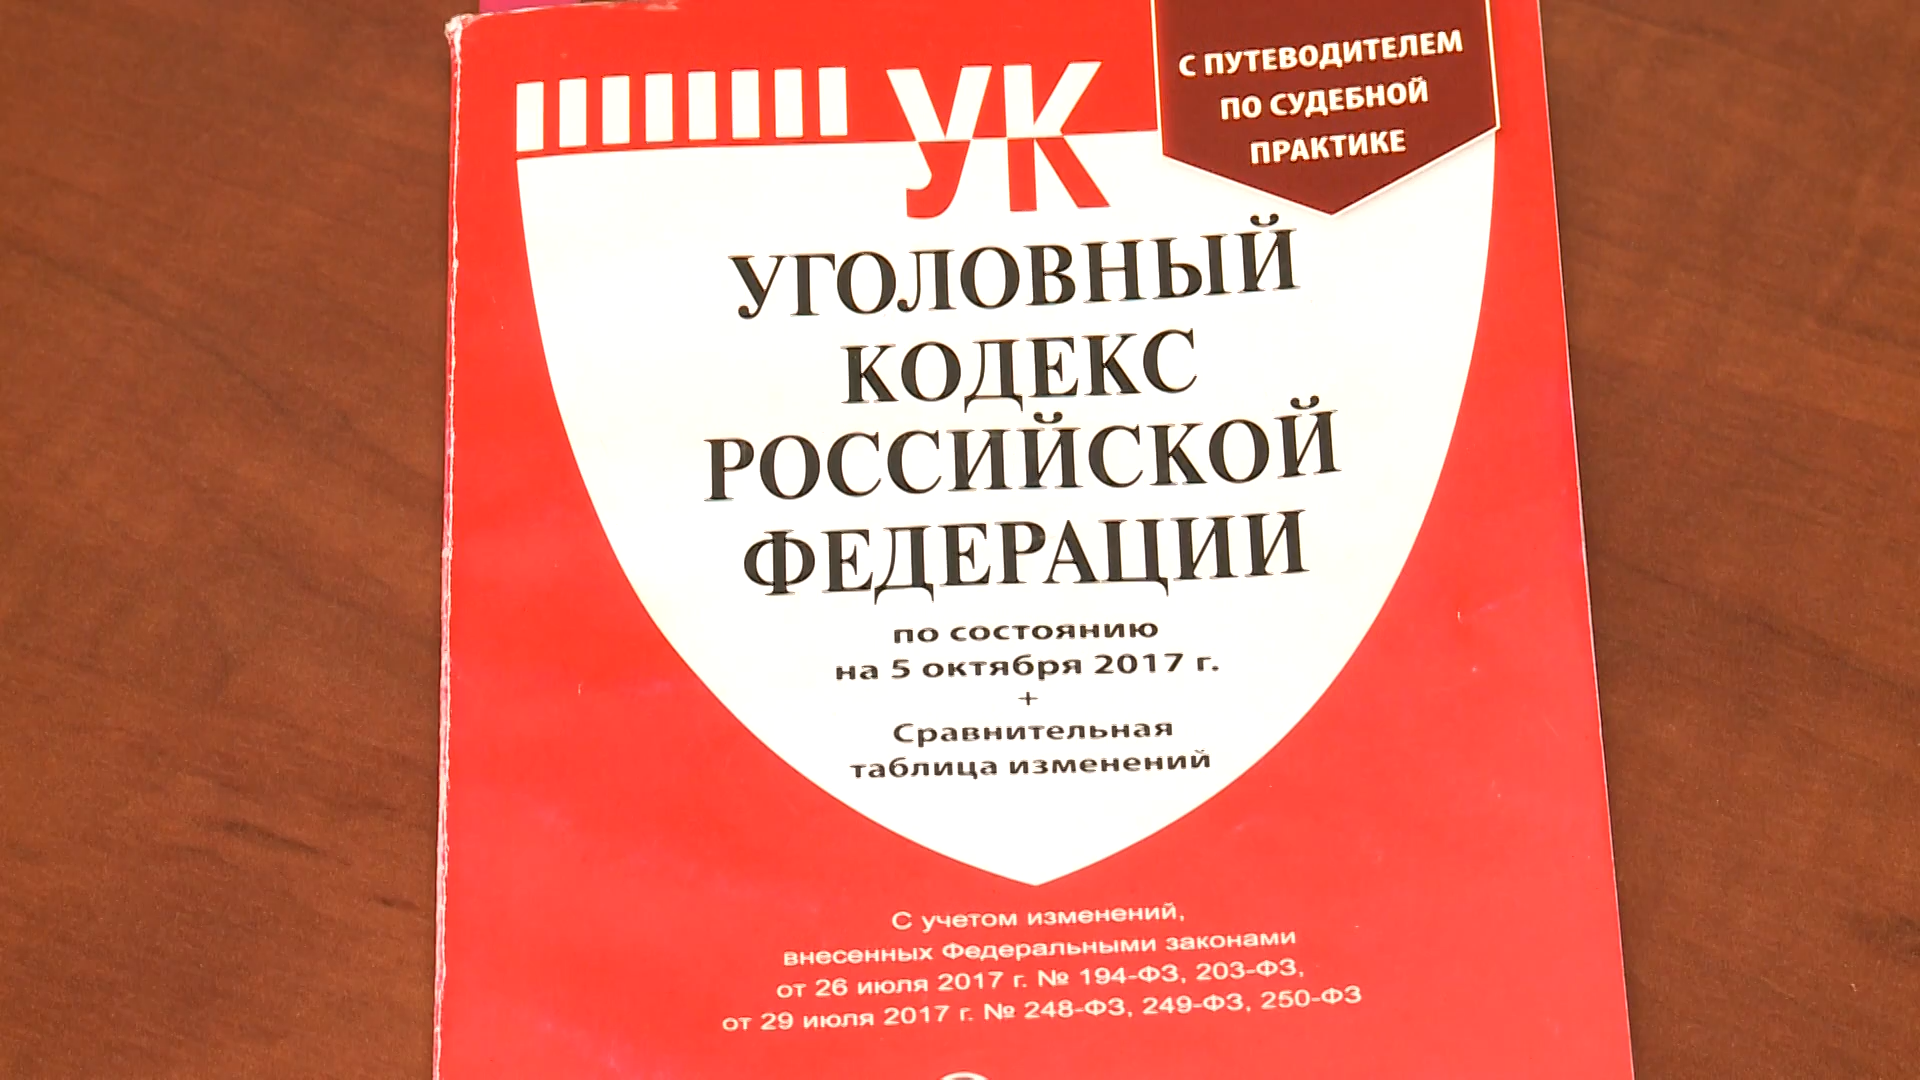 УК
С ПУТЕВОДИТЕЛЕМ
ПО СУДЕБНОЙ
ПРАКТИКЕ
УГОЛОВНЫЙ
КОДЕКС
РОССИЙСКОЙ
ФЕДЕРАЦИИ
по состоянию
на 5 октября 2017 г.
+
Сравнительная
таблица изменений
С учетом изменений,
внесенных Федеральными законами
от 26 июля 2017 г. № 194-ФЗ, 203-ФЗ,
от 29 июля 2017 г. № 248-ФЗ, 249-ФЗ, 250-ФЗ